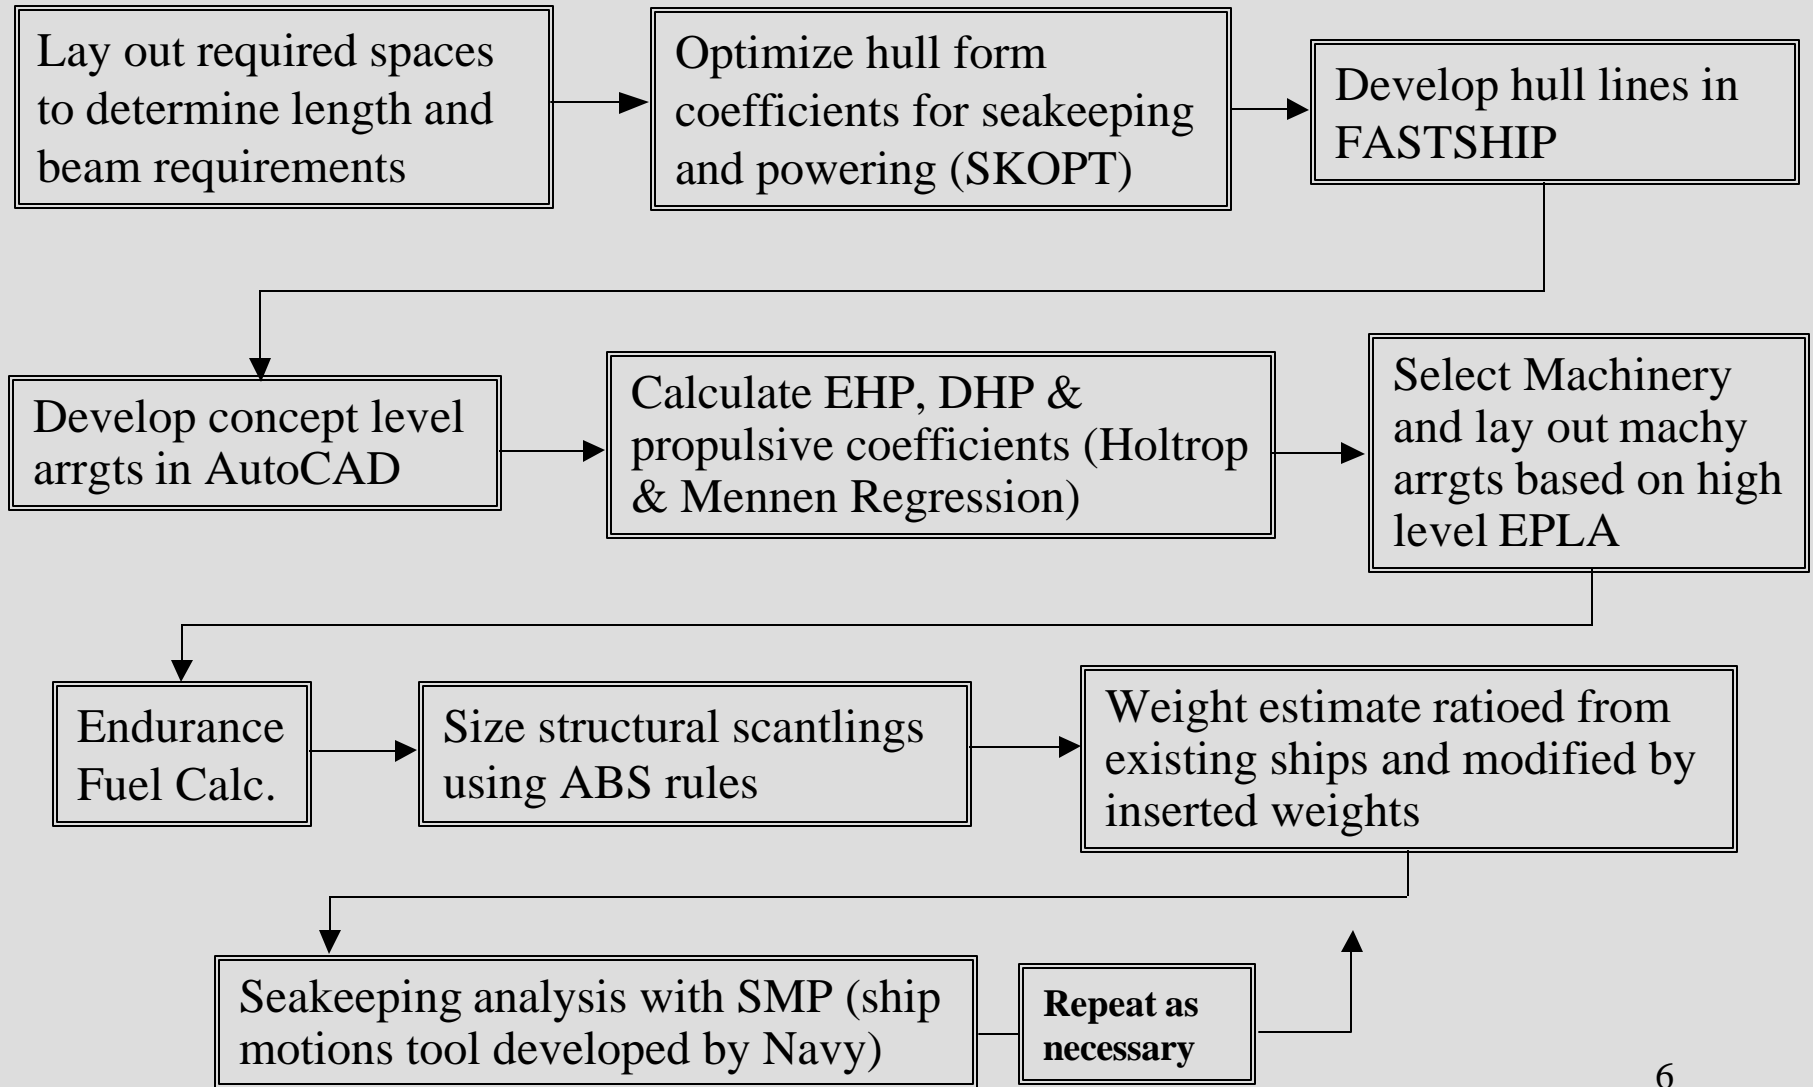 Lay out required spaces
to determine length and
beam requirements
Optimize hull form
coefficients for seakeeping
and powering (SKOPT)
Develop hull lines in
FASTSHIP
Develop concept level
arrgts in AutoCAD
Calculate EHP, DHP &
propulsive coefficients (Holtrop
& Mennen Regression)
Select Machinery
and lay out machy
arrgts based on high
level EPLA
Endurance
Fuel Calc.
Size structural scantlings
using ABS rules
Weight estimate ratioed from
existing ships and modified by
inserted weights
Seakeeping analysis with SMP (ship
motions tool developed by Navy)
Repeat as
necessary
6